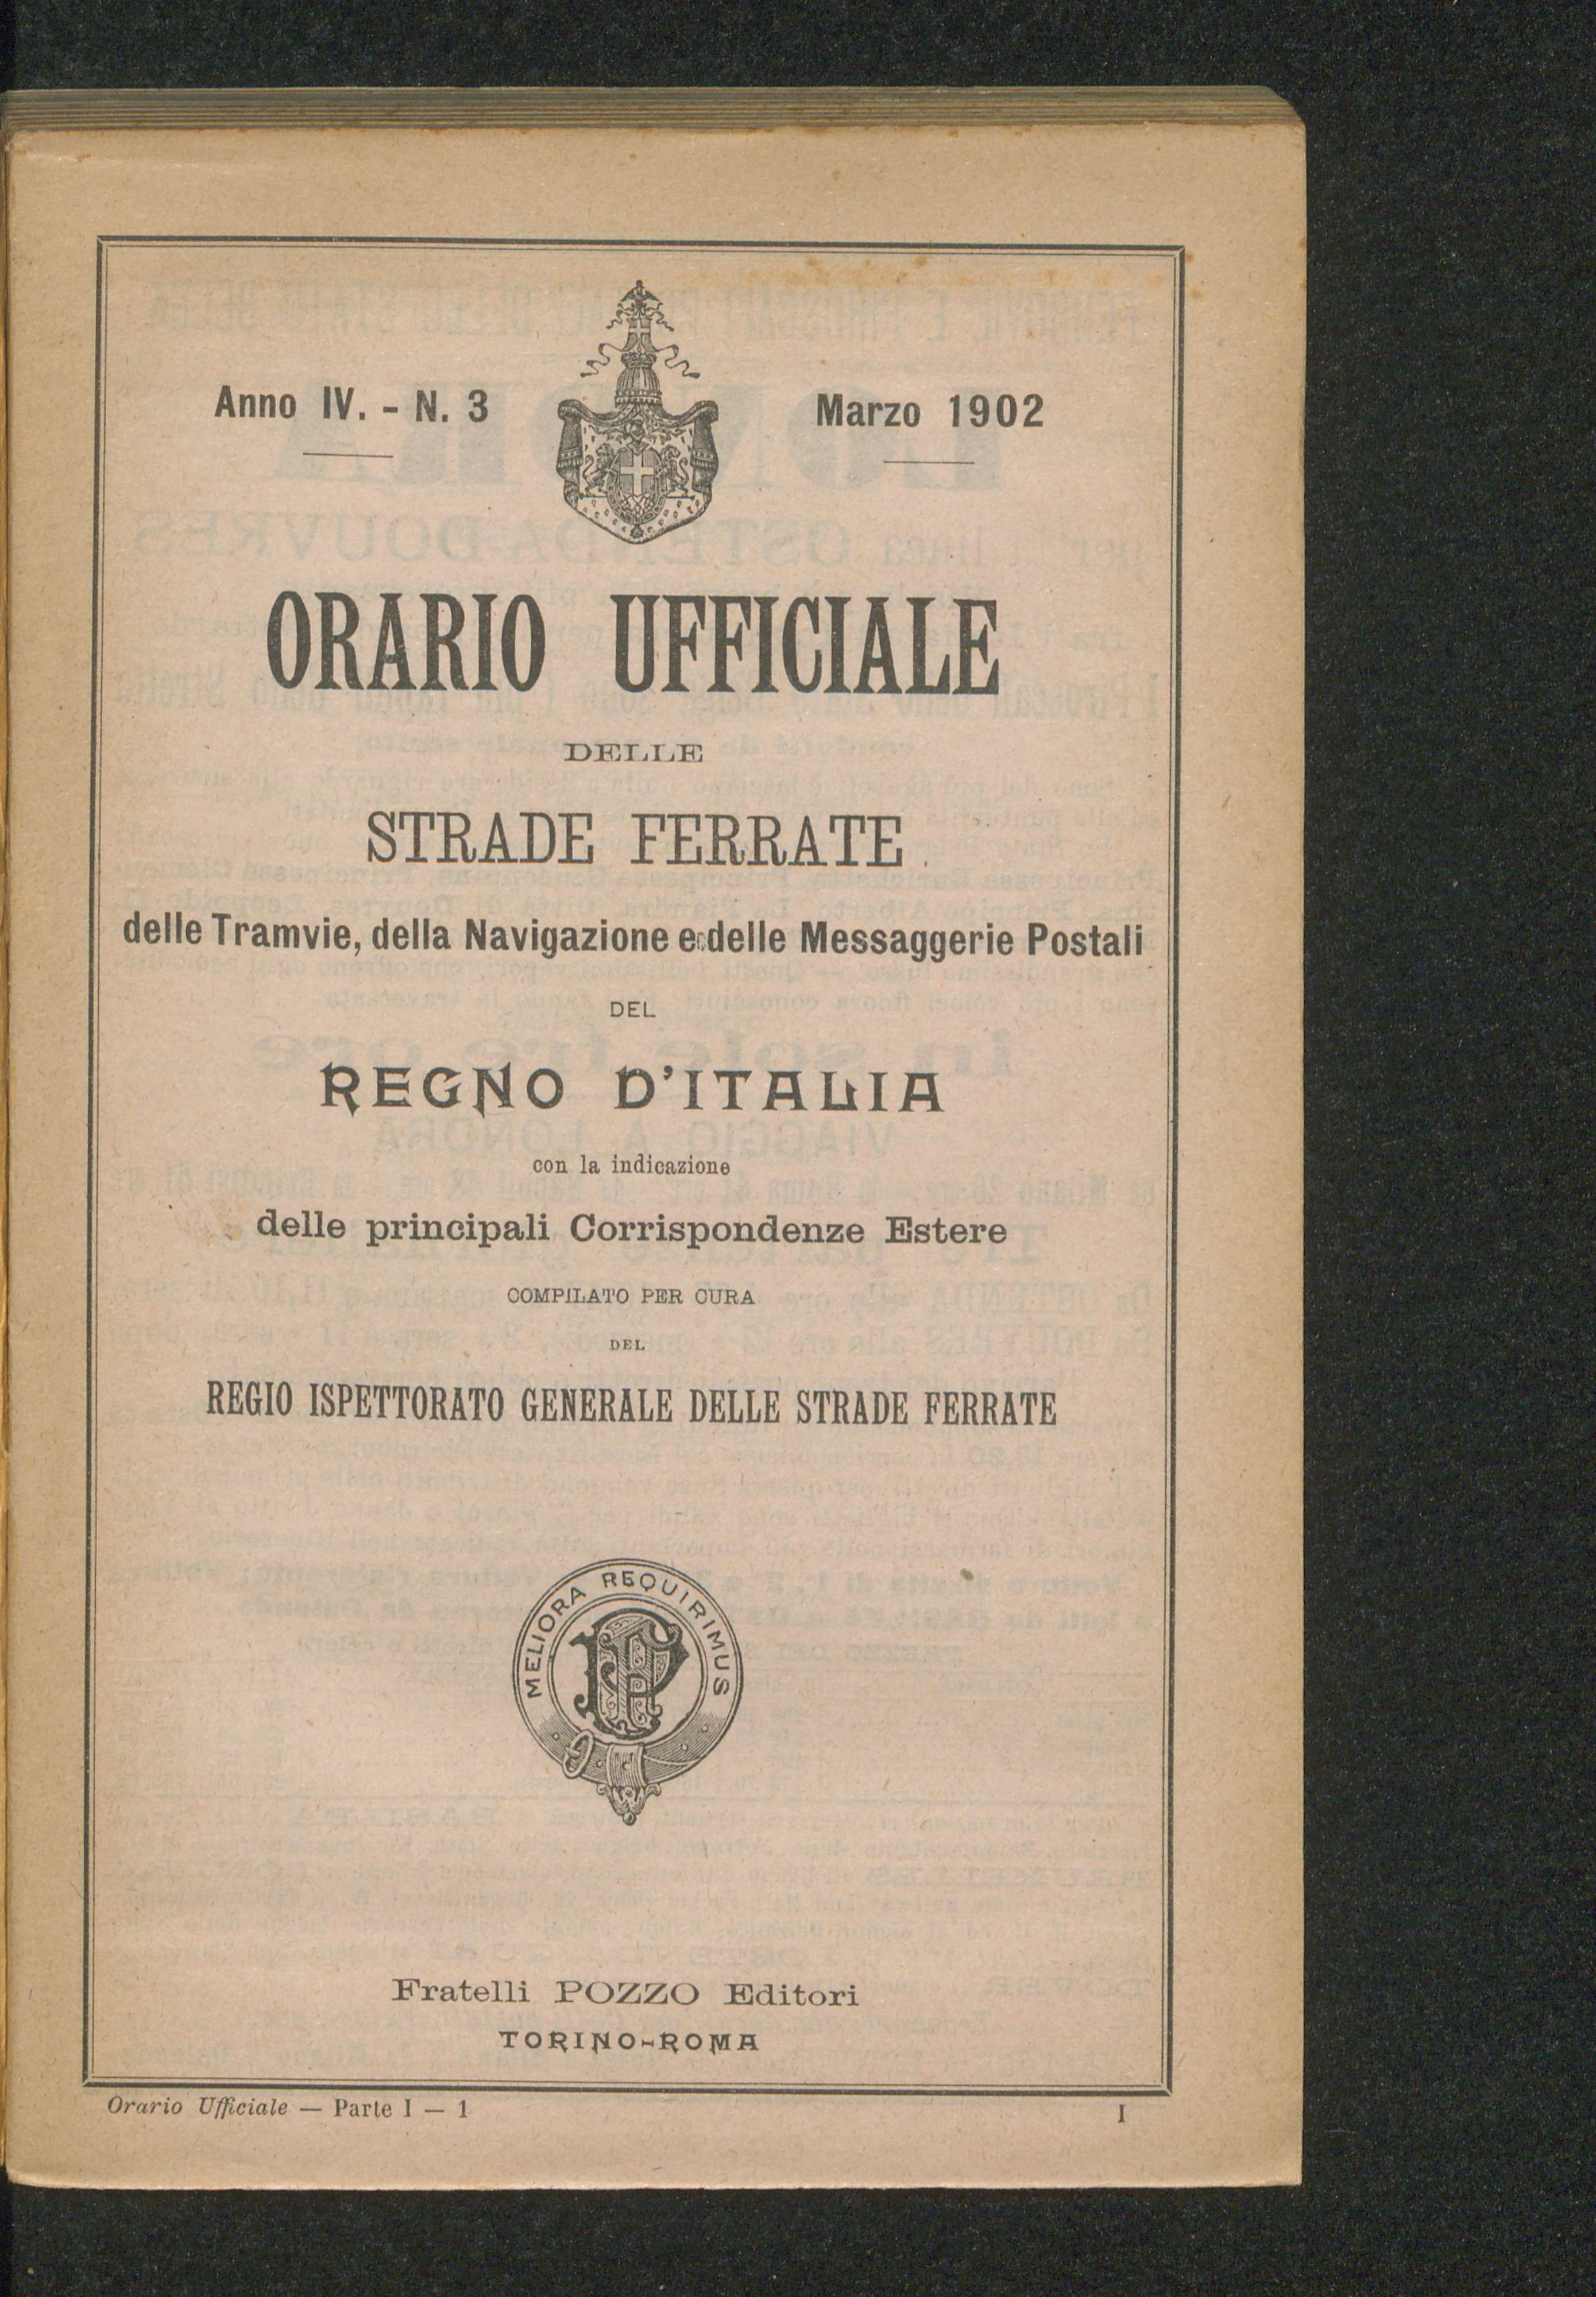 Anno IV. - N. 3
Marzo 1902
ORARIO UFFICIALE
DELLE
STRADE FERRATE
delle Tramvie, della Navigazione e delle Messaggerie Postali
DEL
REGNO D'ITALIA
con la indicazione
delle principali Corrispondenze Estere
COMPILATO PER CURA
DEL
REGIO ISPETTORATO GENERALE DELLE STRADE FERRATE
MELIORA REQUIRIMUS
Fratelli POZZO Editori
TORINO-ROMA
Orario Ufficiale — Parte I — 1
I